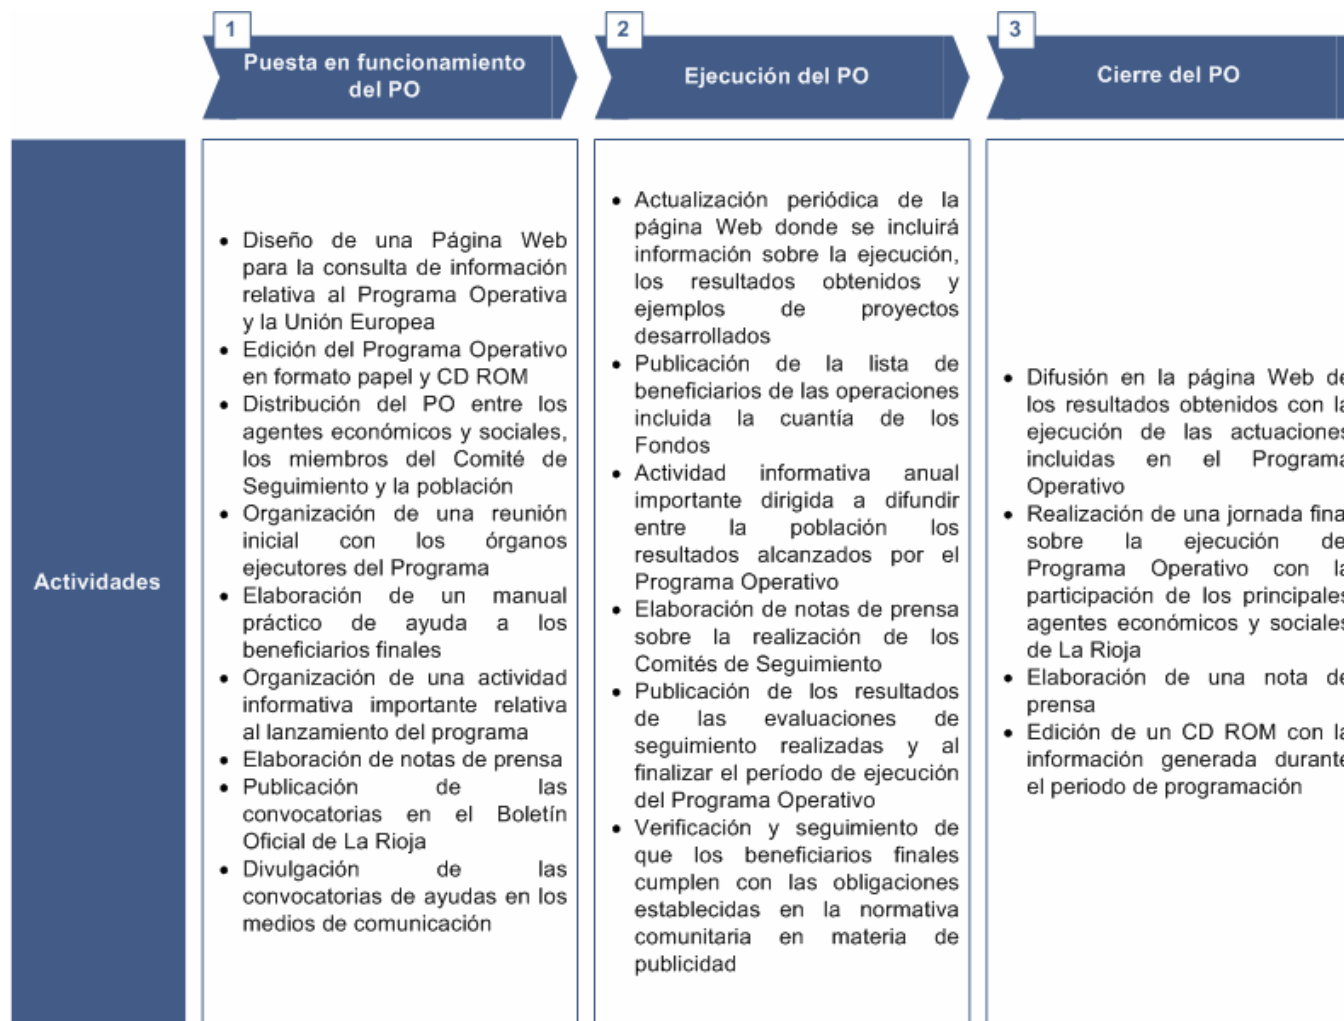 1
Puesta en funcionamiento
del PO
2
Ejecución del PO
3
Cierre del PO
Actividades
• Diseño de una Página Web
para la consulta de información
relativa al Programa Operativa
y la Unión Europea
• Edición del Programa Operativo
en formato papel y CD ROM
• Distribución del PO entre los
agentes económicos y sociales,
los miembros del Comité de
Seguimiento y la población
• Organización de una reunión
inicial con los órganos
ejecutores del Programa
• Elaboración de un manual
práctico de ayuda a los
beneficiarios finales
• Organización de una actividad
informativa importante relativa
al lanzamiento del programa
• Elaboración de notas de prensa
• Publicación de las
convocatorias en el Boletín
Oficial de La Rioja
• Divulgación de las
convocatorias de ayudas en los
medios de comunicación
• Actualización periódica de la
página Web donde se incluirá
información sobre la ejecución,
los resultados obtenidos y
ejemplos de proyectos
desarrollados
• Publicación de la lista de
beneficiarios de las operaciones
incluida la cuantía de los
Fondos
• Actividad informativa anual
importante dirigida a difundir
entre la población los
resultados alcanzados por el
Programa Operativo
• Elaboración de notas de prensa
sobre la realización de los
Comités de Seguimiento
• Publicación de los resultados
de las evaluaciones de
seguimiento realizadas y al
finalizar el período de ejecución
del Programa Operativo
• Verificación y seguimiento de
que los beneficiarios finales
cumplen con las obligaciones
establecidas en la normativa
comunitaria en materia de
publicidad
• Difusión en la página Web de
los resultados obtenidos con la
ejecución de las actuaciones
incluidas en el Programa
Operativo
• Realización de una jornada final
sobre la ejecución del
Programa Operativo con la
participación de los principales
agentes económicos y sociales
de La Rioja
• Elaboración de una nota de
prensa
• Edición de un CD ROM con la
información generada durante
el periodo de programación